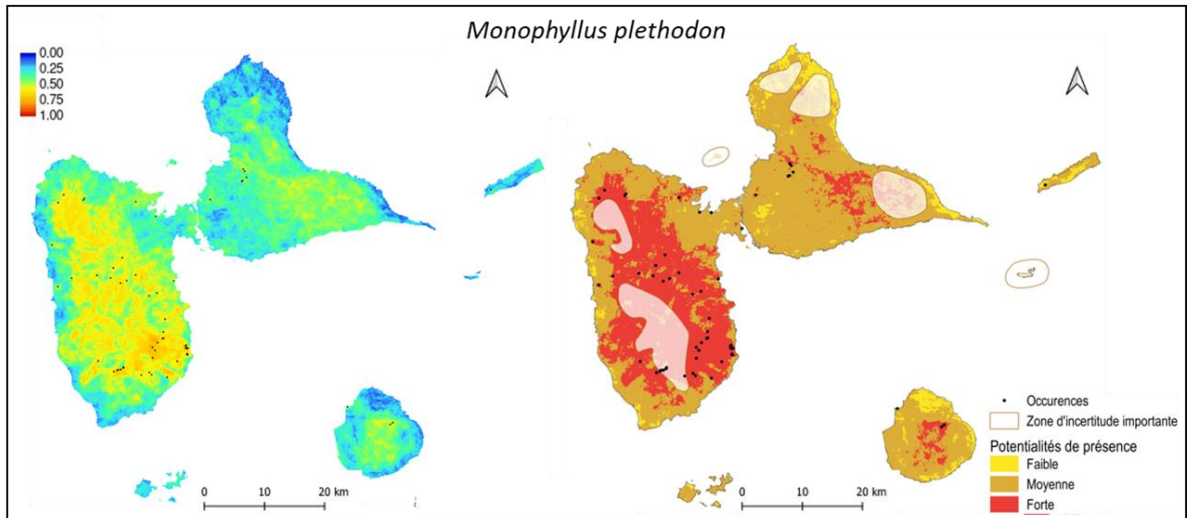 Monophyllus plethodon
0.00
0.25
0.50
0.75
1.00
0 10 20 km
0 10 20 km
Occurences
Zone d'incertitude importante
Potentialités de présence
Faible
Moyenne
Forte